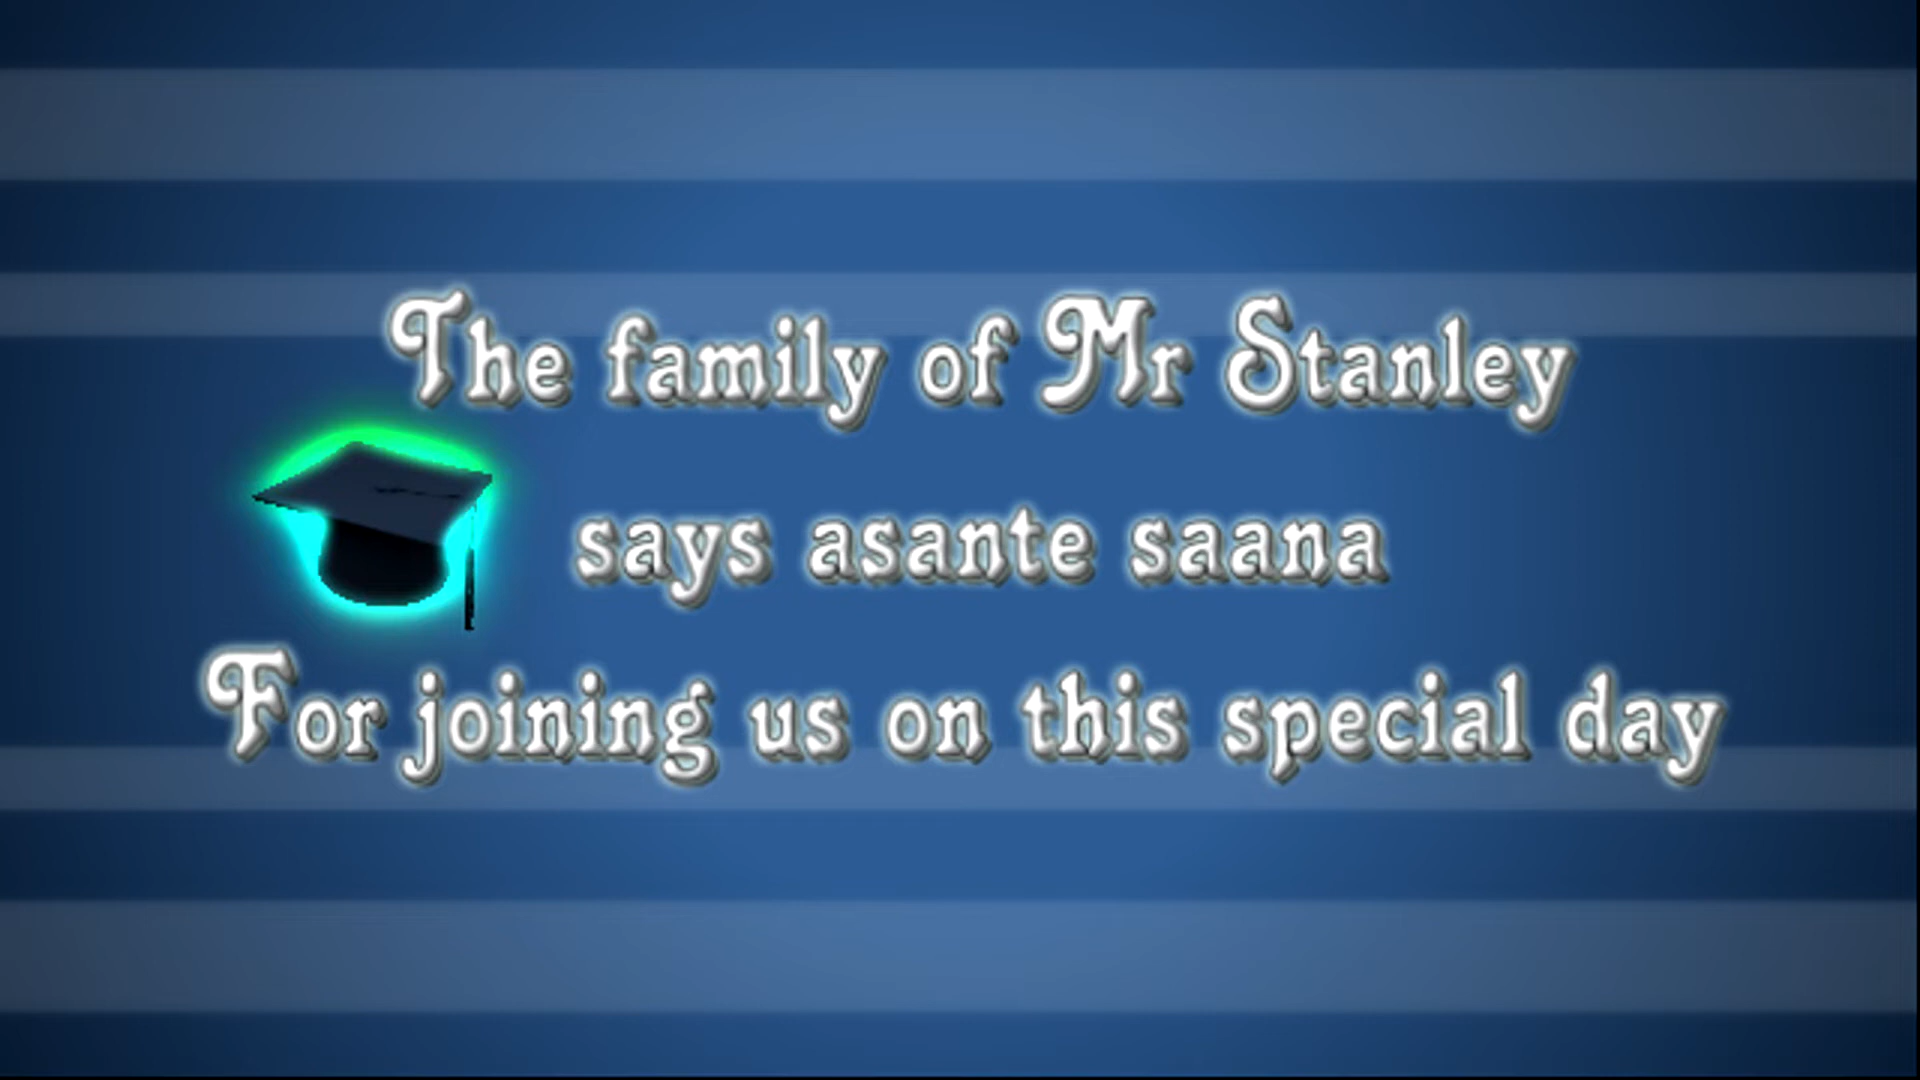 The family of Mr Stanley
says asante saana
For joining us on this special day